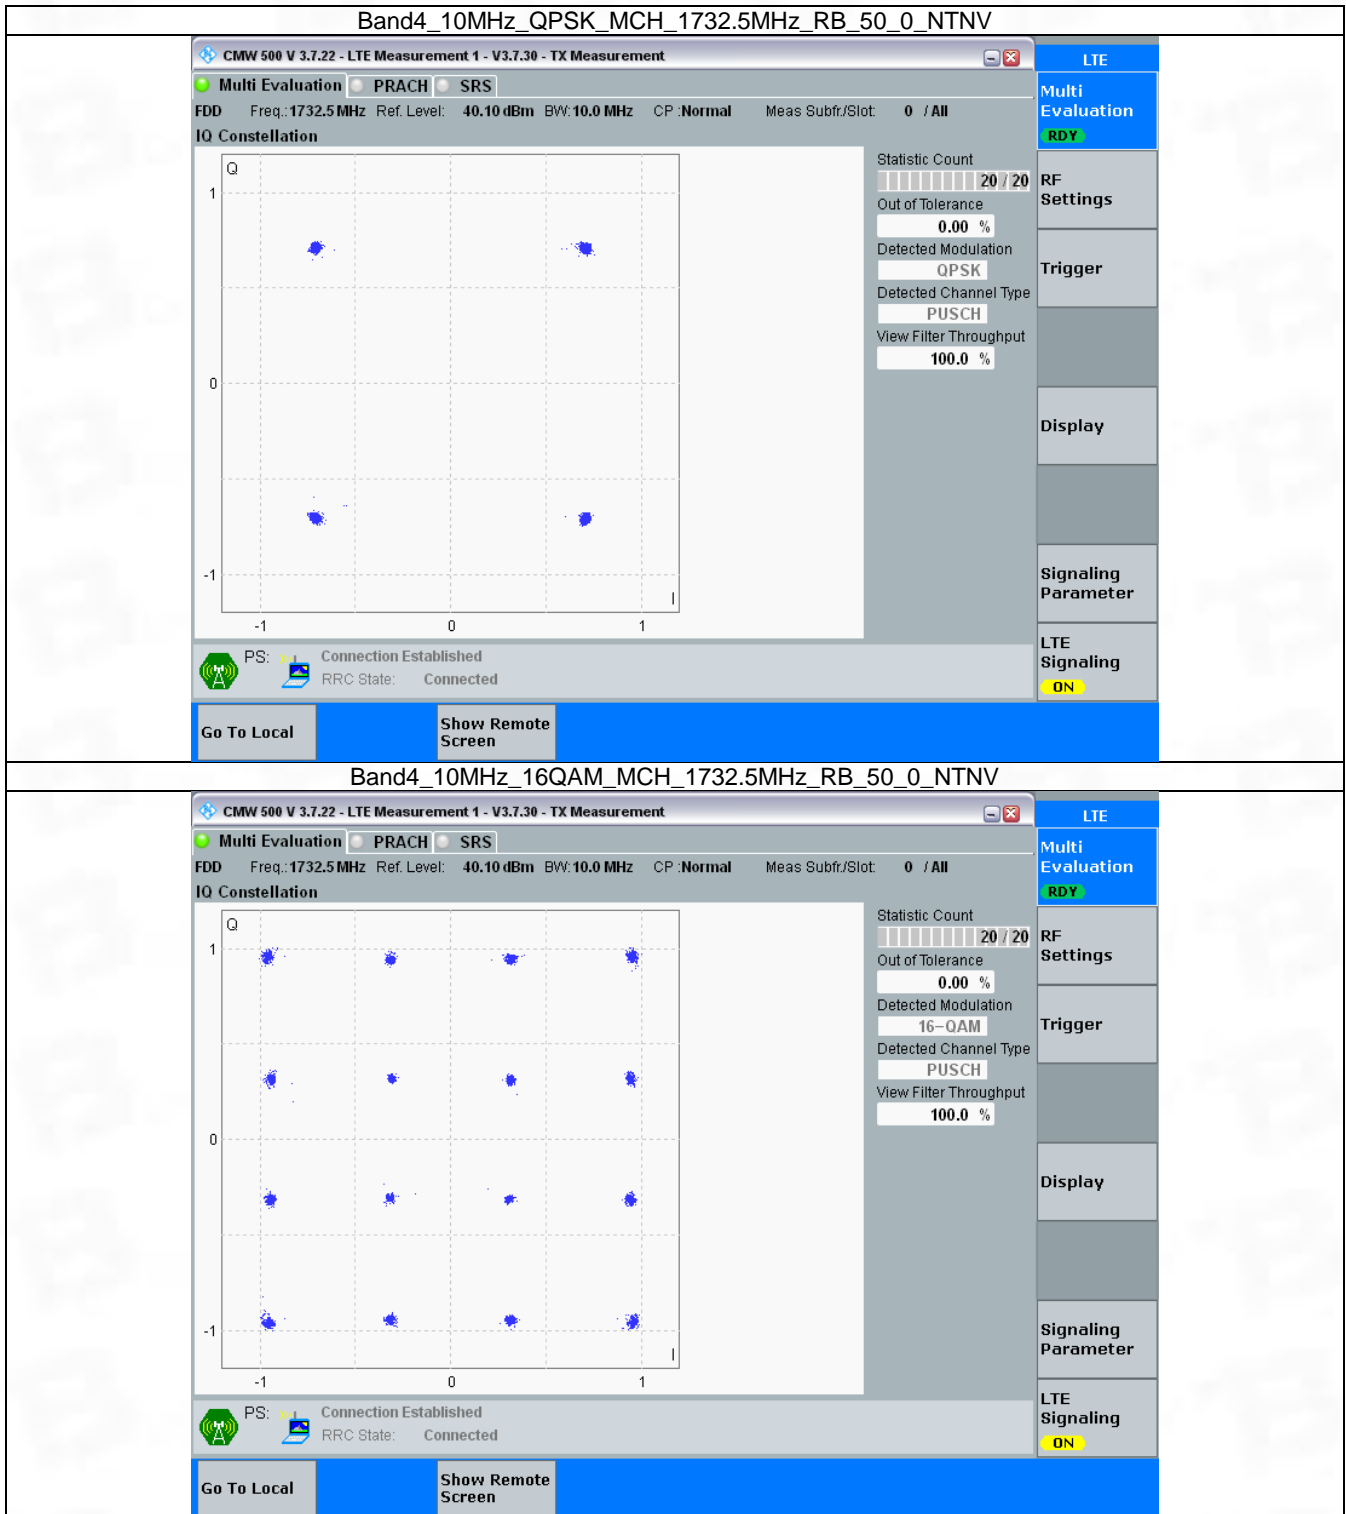 Band4_10MHz_QPSK_MCH_1732.5MHz_RB_50_0_NTNV
CMW 500 V 3.7.22 - LTE Measurement 1 - V3.7.30 - TX Measurement
LTE
Multi Evaluation PRACH SRS
Multi
Evaluation
RDY
FDD Freq.: 1732.5 MHz Ref. Level: 40.10 dBm BW: 10.0 MHz CP : Normal Meas Subfr./Slot: 0 / All
IQ Constellation
Q
1
0
-1
I
-1 0 1
Statistic Count
20 / 20
Out of Tolerance
0.00 %
Detected Modulation
QPSK
Detected Channel Type
PUSCH
View Filter Throughput
100.0 %
RF
Settings
Trigger
Display
Signaling
Parameter
LTE
Signaling
ON
PS: Connection Established
RRC State: Connected
Go To Local
Show Remote
Screen
Band4_10MHz_16QAM_MCH_1732.5MHz_RB_50_0_NTNV
CMW 500 V 3.7.22 - LTE Measurement 1 - V3.7.30 - TX Measurement
LTE
Multi Evaluation PRACH SRS
Multi
Evaluation
RDY
FDD Freq.: 1732.5 MHz Ref. Level: 40.10 dBm BW: 10.0 MHz CP : Normal Meas Subfr./Slot: 0 / All
IQ Constellation
Q
1
0
-1
I
-1 0 1
Statistic Count
20 / 20
Out of Tolerance
0.00 %
Detected Modulation
16-QAM
Detected Channel Type
PUSCH
View Filter Throughput
100.0 %
RF
Settings
Trigger
Display
Signaling
Parameter
LTE
Signaling
ON
PS: Connection Established
RRC State: Connected
Go To Local
Show Remote
Screen